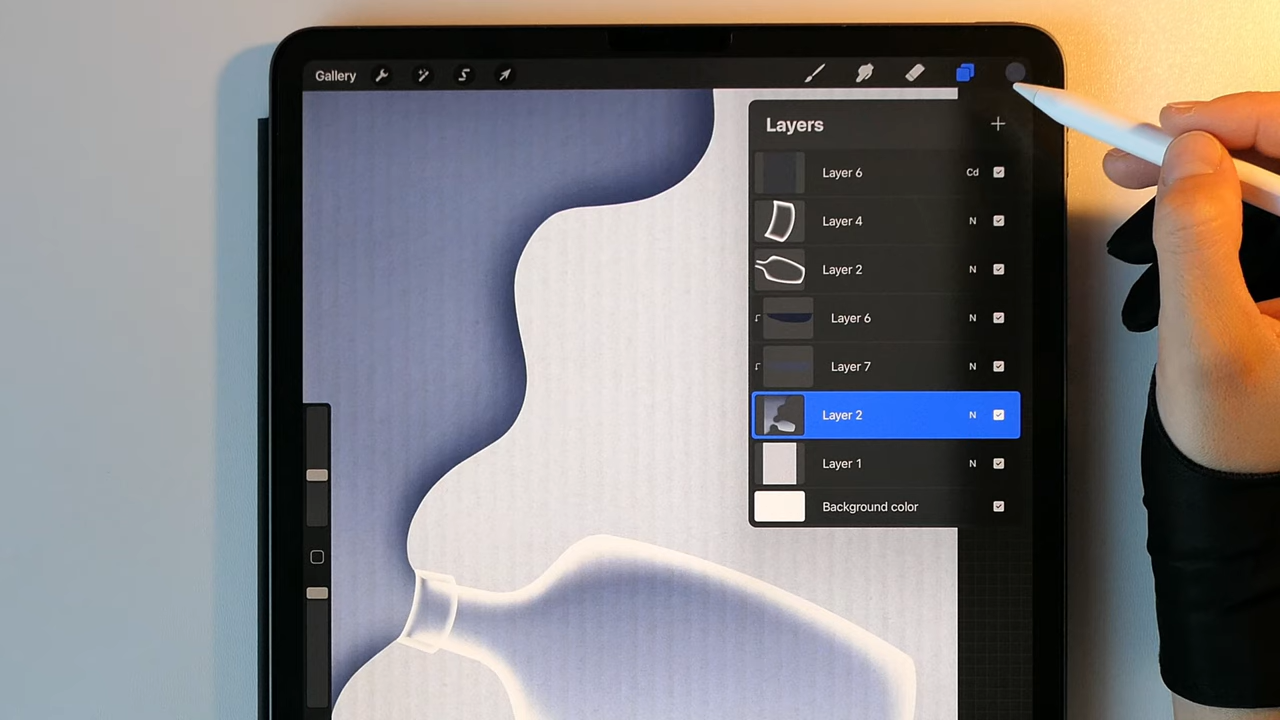 Gallery
Layers
Layer 6 Cd
Layer 4 N
Layer 2 N
Layer 6 N
Layer 7 N
Layer 2 N
Layer 1 N
Background color